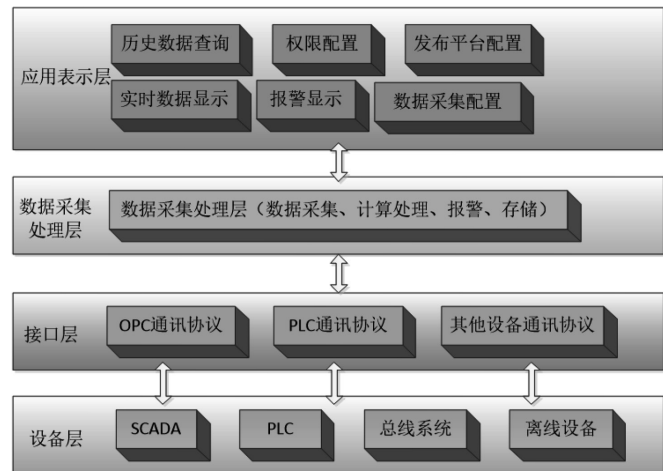 应用表示层
历史数据查询
权限配置
发布平台配置
实时数据显示
报警显示
数据采集配置
数据采集
处理层
数据采集处理层（数据采集、计算处理、报警、存储）
接口层
OPC通讯协议
PLC通讯协议
其他设备通讯协议
设备层
SCADA
PLC
总线系统
离线设备